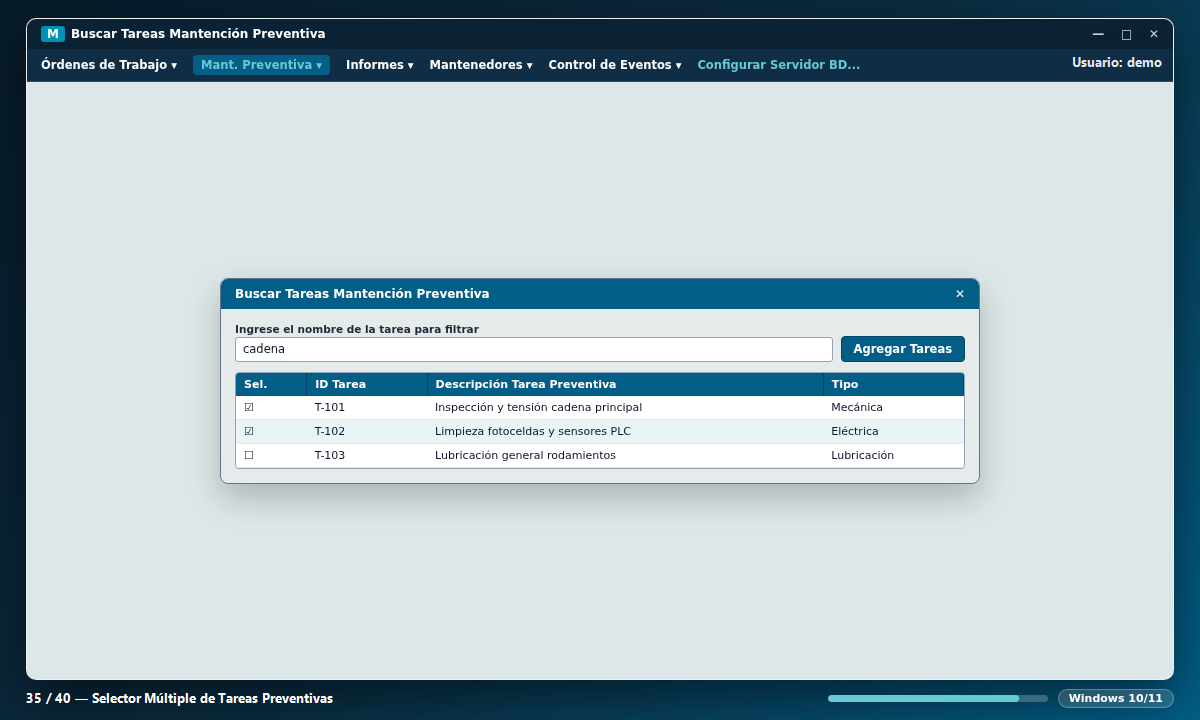 M Buscar Tareas Mantención Preventiva — □ ✕
Órdenes de Trabajo ▾ Mant. Preventiva ▾ Informes ▾ Mantenedores ▾ Control de Eventos ▾ Configurar Servidor BD... Usuario: demo
Buscar Tareas Mantención Preventiva ✕
Ingrese el nombre de la tarea para filtrar
cadena Agregar Tareas
Sel. ID Tarea Descripción Tarea Preventiva Tipo
☑ T-101 Inspección y tensión cadena principal Mecánica
☑ T-102 Limpieza fotoceldas y sensores PLC Eléctrica
☐ T-103 Lubricación general rodamientos Lubricación
35 / 40 — Selector Múltiple de Tareas Preventivas Windows 10/11